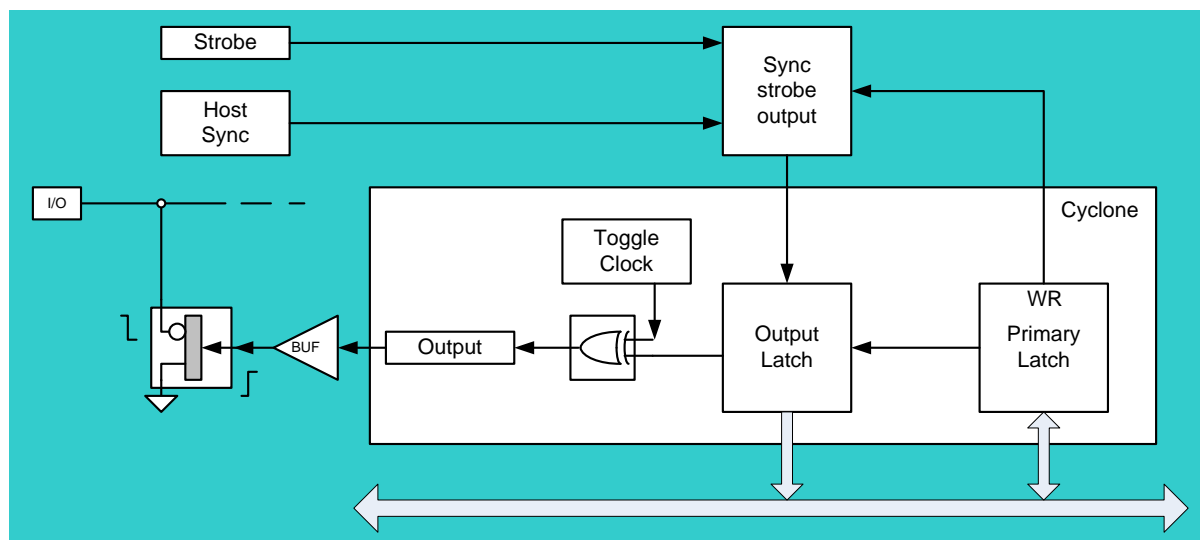 Strobe
Sync
strobe
output
Host
Sync
I/O
Cyclone
Toggle
Clock
WR
Primary
Latch
Output
Latch
Output
BUF